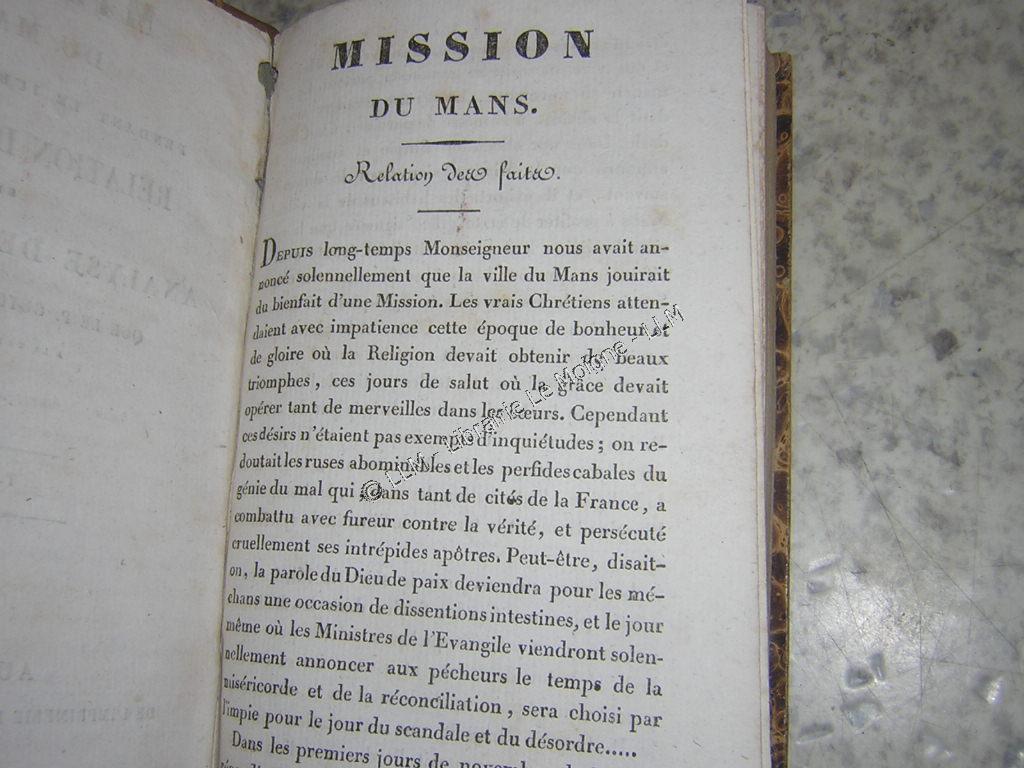 MISSION
DU MANS.
Relation des faits.
DEPUIS long-temps Monseigneur nous avait an-
noncé solennellement que la ville du Mans jouirait
du bienfait d'une Mission. Les vrais Chrétiens atten-
daient avec impatience cette époque de bonheur et
de gloire où la Religion devait obtenir de beaux
triomphes, ces jours de salut où la grâce devait
opérer tant de merveilles dans les cœurs. Cependant
ces désirs n'étaient pas exempts d'inquiétudes; on re-
doutait les ruses abominables et les perfides cabales du
génie du mal qui, dans tant de cités de la France, a
combattu avec fureur contre la vérité, et persécuté
cruellement ses intrépides apôtres. Peut-être, disait-
on, la parole du Dieu de paix deviendra pour les mé-
chans une occasion de dissentions intestines, et le jour
même où les Ministres de l'Evangile viendront solen-
nellement annoncer aux pécheurs le temps de la
miséricorde et de la réconciliation, sera choisi par
l'impie pour le jour du scandale et du désordre.....
Dans les premiers jours de novembre
© LLM - Librairie Le Moigne - LLM